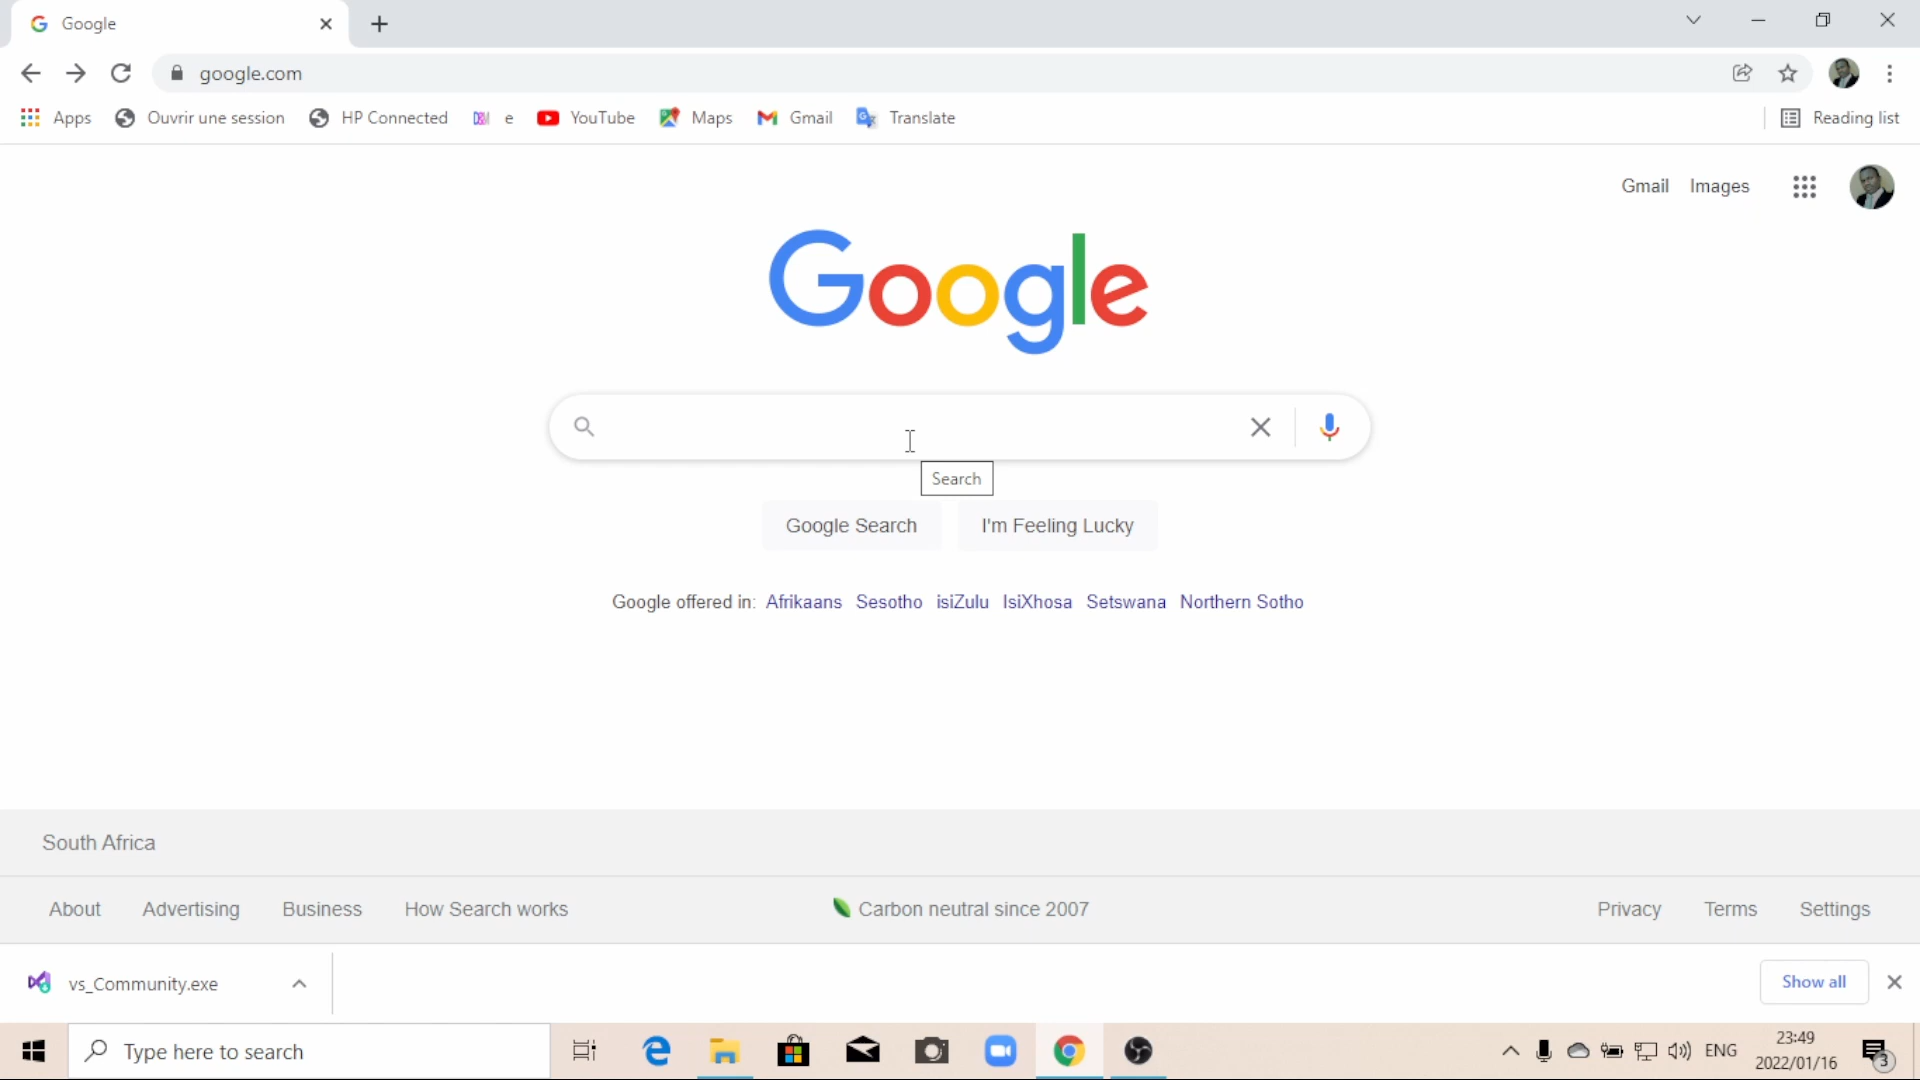 Google
google.com
Apps Ouvrir une session HP Connected e YouTube Maps Gmail Translate Reading list
Gmail Images
Google
Search
Google Search I'm Feeling Lucky
Google offered in: Afrikaans Sesotho isiZulu IsiXhosa Setswana Northern Sotho
South Africa
About Advertising Business How Search works Carbon neutral since 2007 Privacy Terms Settings
vs_Community.exe Show all
Type here to search ENG 23:49
2022/01/16 3